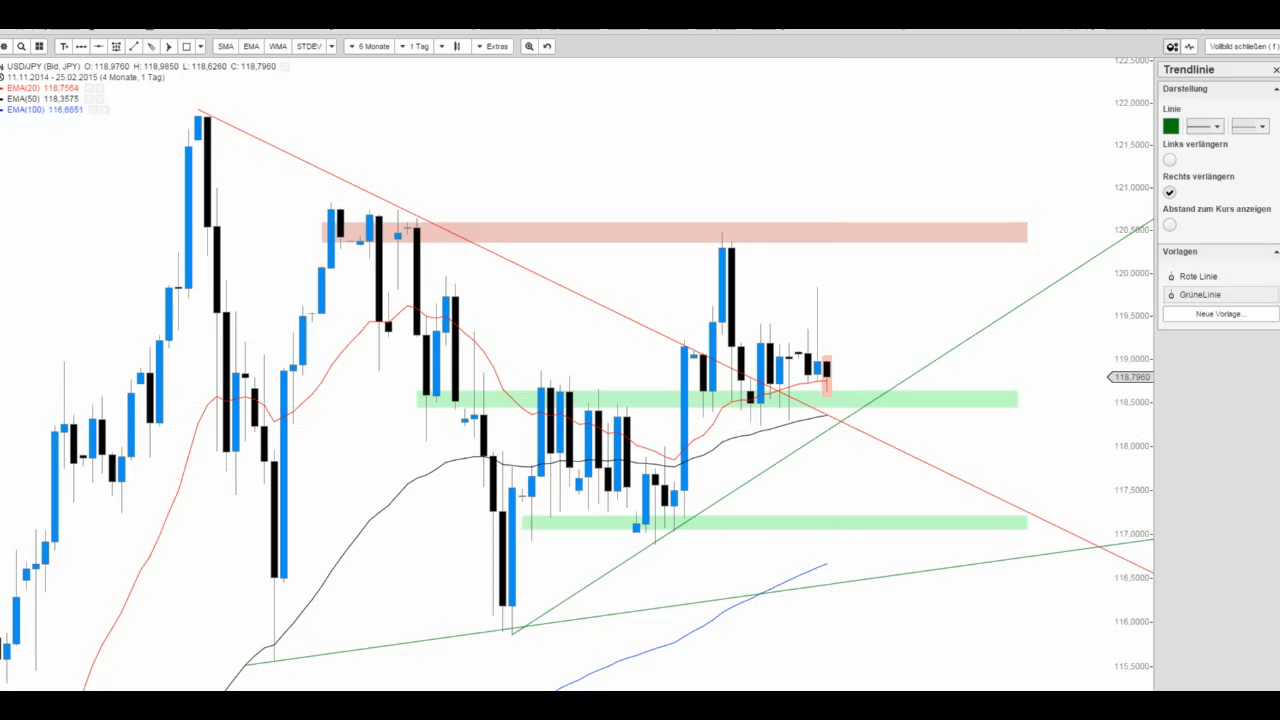 T
SMA EMA WMA STDEV 6 Monate 1 Tag Extras Vollbild schließen ( f )
USD/JPY (Bid, JPY) O: 118,9760 H: 118,9850 L: 118,6260 C: 118,7960
11.11.2014 - 25.02.2015 (4 Monate, 1 Tag)
EMA(20) 118,7564
EMA(50) 118,3575
EMA(100) 116,6651
122,5000
122,0000
121,5000
121,0000
120,5000
120,0000
119,5000
119,0000
118,7960
118,5000
118,0000
117,5000
117,0000
116,5000
116,0000
115,5000
Trendlinie
Darstellung
Linie
Links verlängern
Rechts verlängern
Abstand zum Kurs anzeigen
Vorlagen
Rote Linie
GrüneLinie
Neue Vorlage...